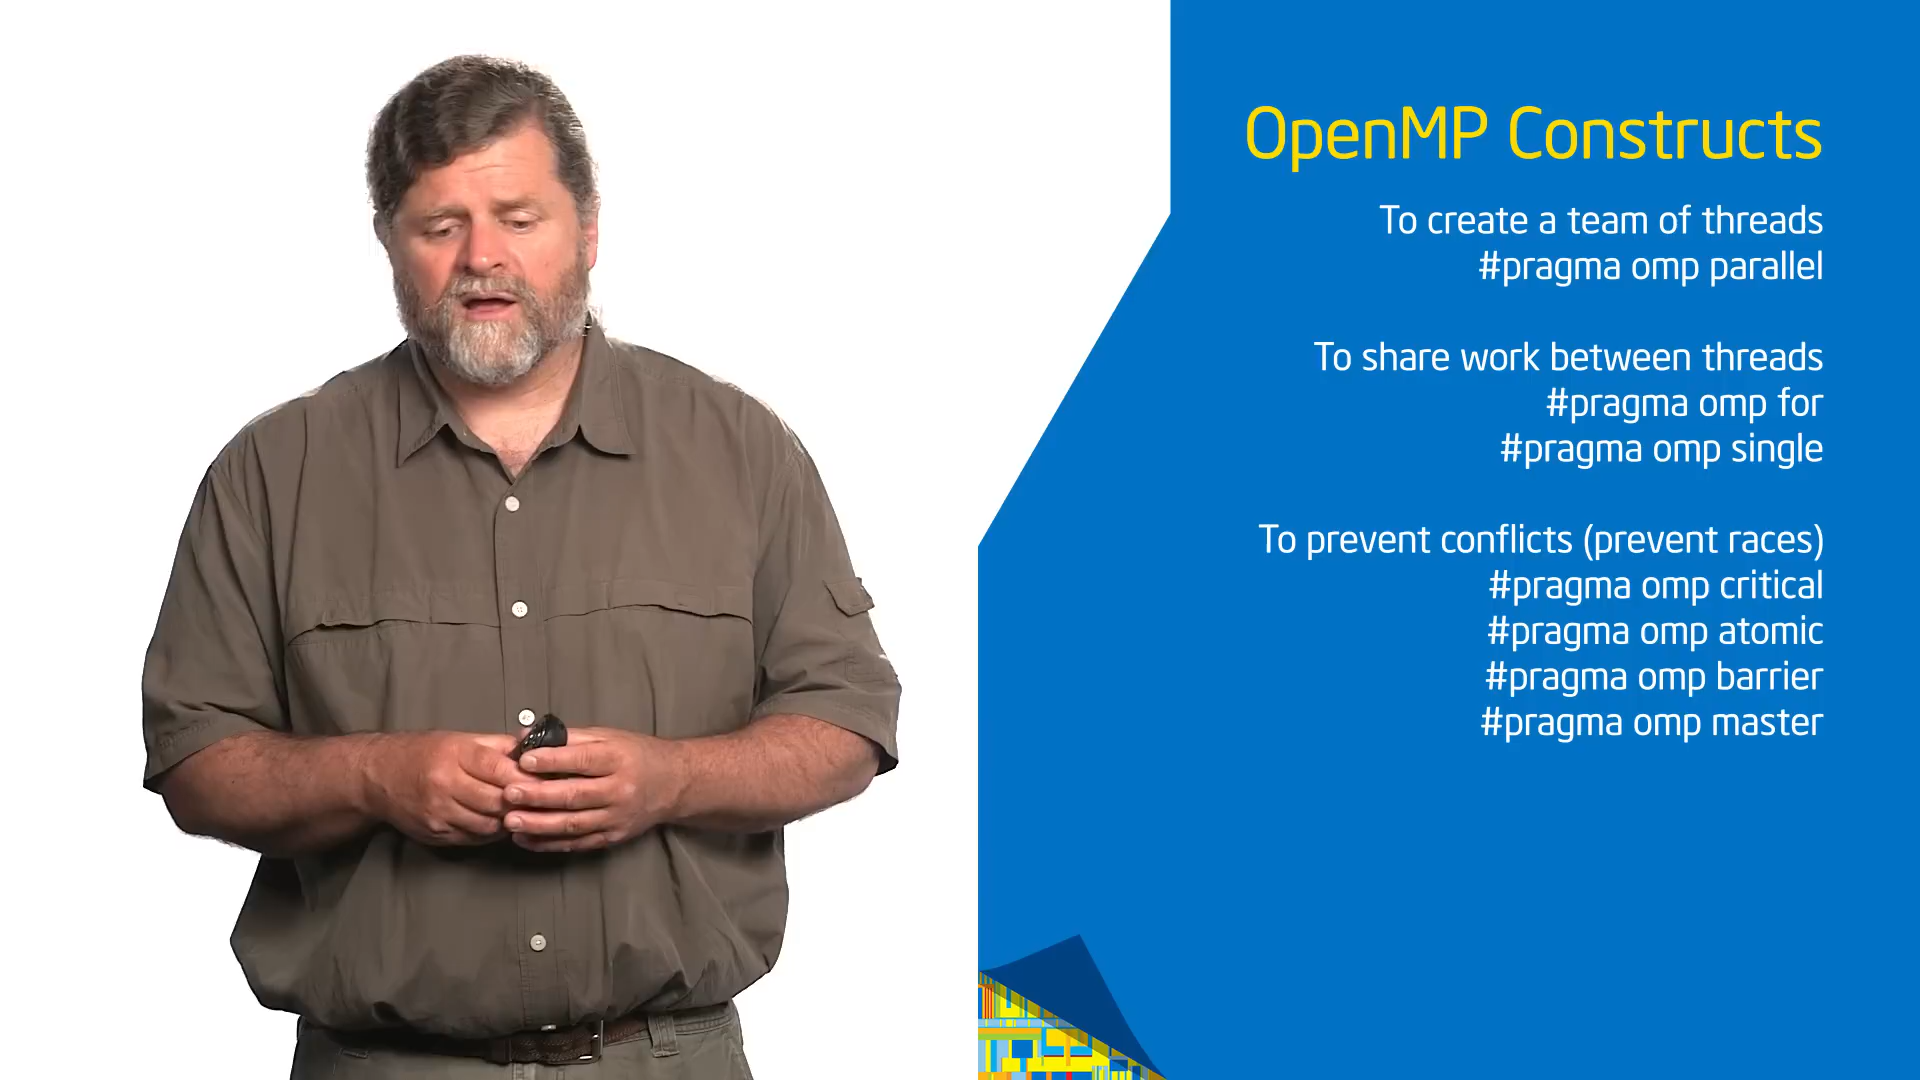 OpenMP Constructs
To create a team of threads
#pragma omp parallel
To share work between threads
#pragma omp for
#pragma omp single
To prevent conflicts (prevent races)
#pragma omp critical
#pragma omp atomic
#pragma omp barrier
#pragma omp master